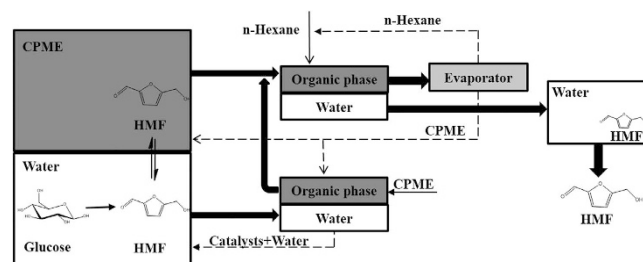 n-Hexane
n-Hexane
CPME
Organic phase
Evaporator
Water
Water
HMF
HMF
CPME
Water
Organic phase
CPME
HMF
Water
Glucose
HMF
Catalysts+Water